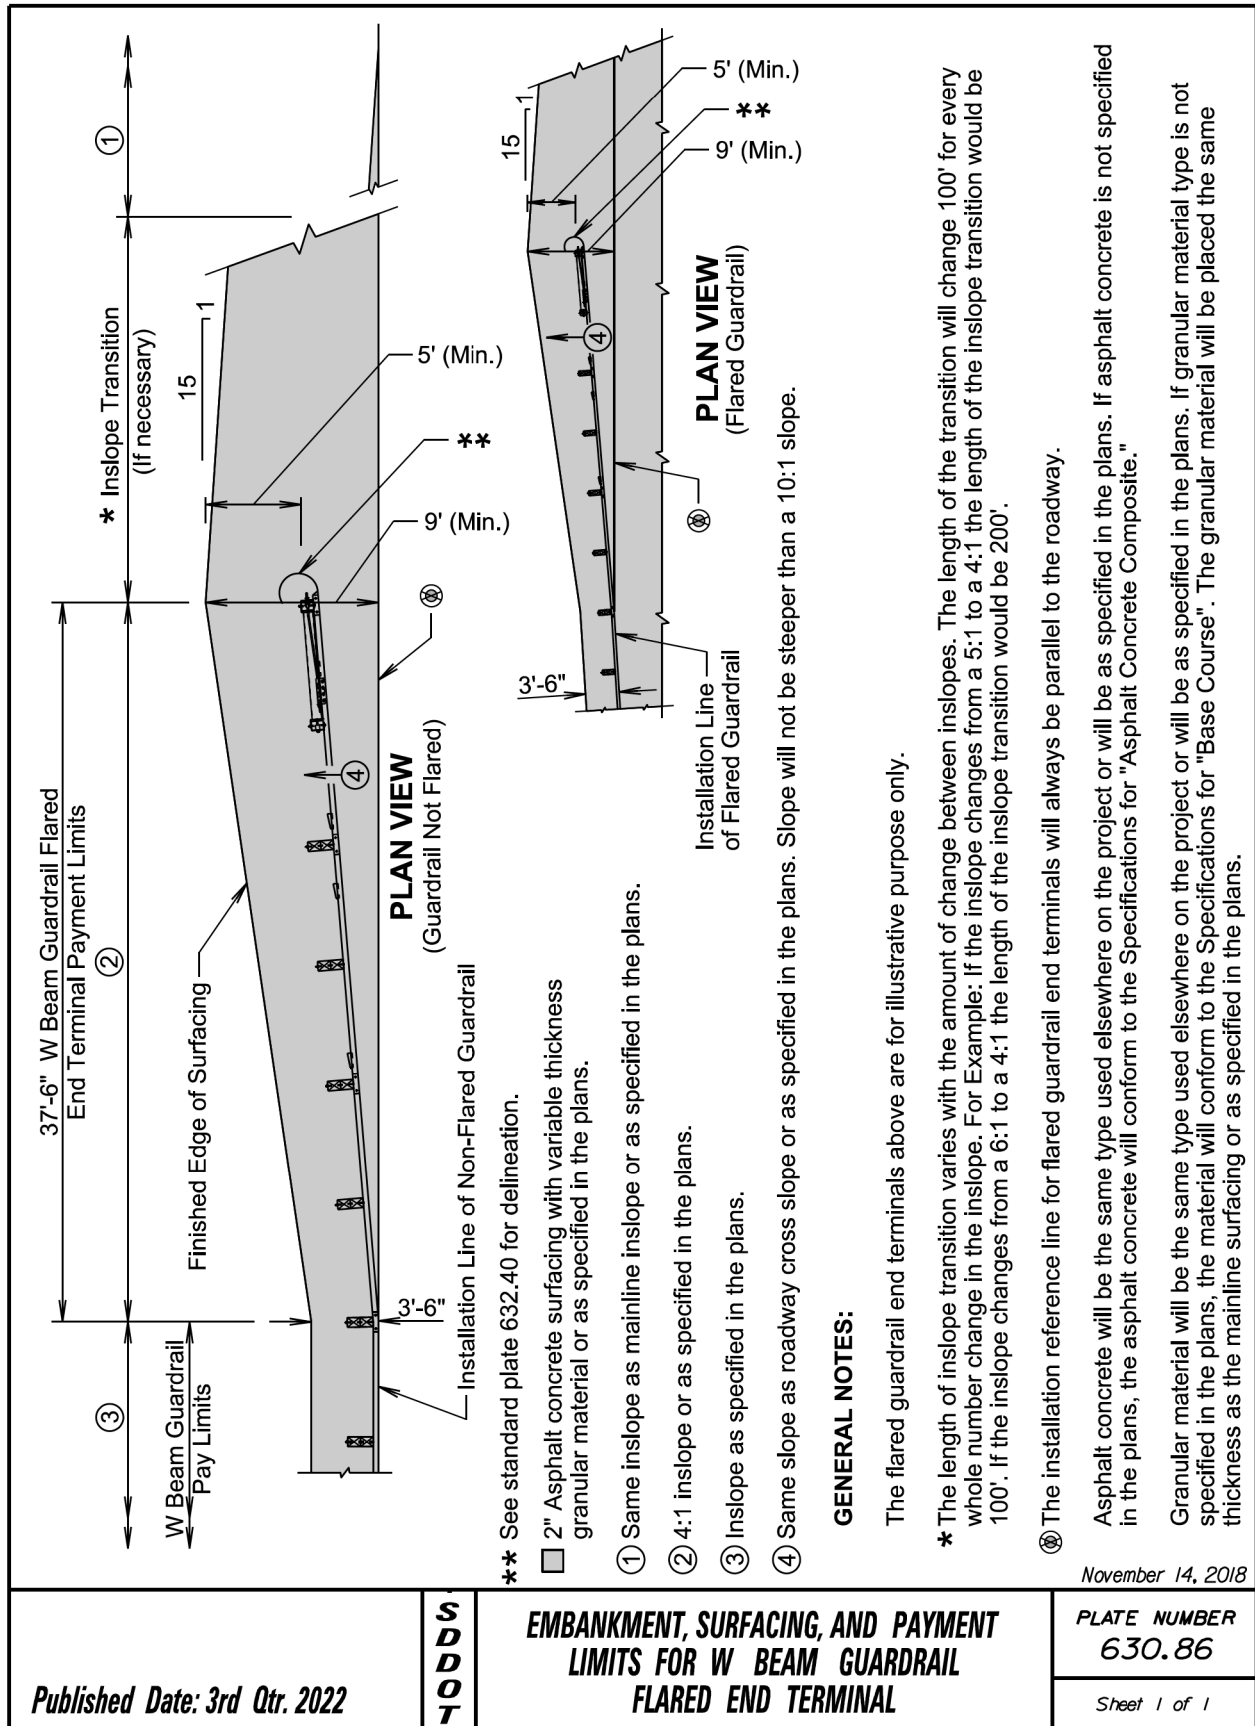 37'-6" W Beam Guardrail Flared
End Terminal Payment Limits
W Beam Guardrail
Pay Limits
③
②
* Inslope Transition
(If necessary)
①
Finished Edge of Surfacing
15
1
5' (Min.)
**
9' (Min.)
3'-6"
④
PLAN VIEW
(Guardrail Not Flared)
Installation Line of Non-Flared Guardrail
15
1
5' (Min.)
**
9' (Min.)
④
3'-6"
PLAN VIEW
(Flared Guardrail)
Installation Line
of Flared Guardrail
** See standard plate 632.40 for delineation.
2" Asphalt concrete surfacing with variable thickness
granular material or as specified in the plans.
① Same inslope as mainline inslope or as specified in the plans.
② 4:1 inslope or as specified in the plans.
③ Inslope as specified in the plans.
④ Same slope as roadway cross slope or as specified in the plans. Slope will not be steeper than a 10:1 slope.
GENERAL NOTES:
The flared guardrail end terminals above are for illustrative purpose only.
* The length of inslope transition varies with the amount of change between inslopes. The length of the transition will change 100' for every
whole number change in the inslope. For Example: If the inslope changes from a 5:1 to a 4:1 the length of the inslope transition would be
100'. If the inslope changes from a 6:1 to a 4:1 the length of the inslope transition would be 200'.
The installation reference line for flared guardrail end terminals will always be parallel to the roadway.
Asphalt concrete will be the same type used elsewhere on the project or will be as specified in the plans. If asphalt concrete is not specified
in the plans, the asphalt concrete will conform to the Specifications for "Asphalt Concrete Composite."
Granular material will be the same type used elsewhere on the project or will be as specified in the plans. If granular material type is not
specified in the plans, the material will conform to the Specifications for "Base Course". The granular material will be placed the same
thickness as the mainline surfacing or as specified in the plans.
November 14, 2018
Published Date: 3rd Qtr. 2022
S
D
D
O
T
EMBANKMENT, SURFACING, AND PAYMENT
LIMITS FOR W BEAM GUARDRAIL
FLARED END TERMINAL
PLATE NUMBER
630.86
Sheet 1 of 1